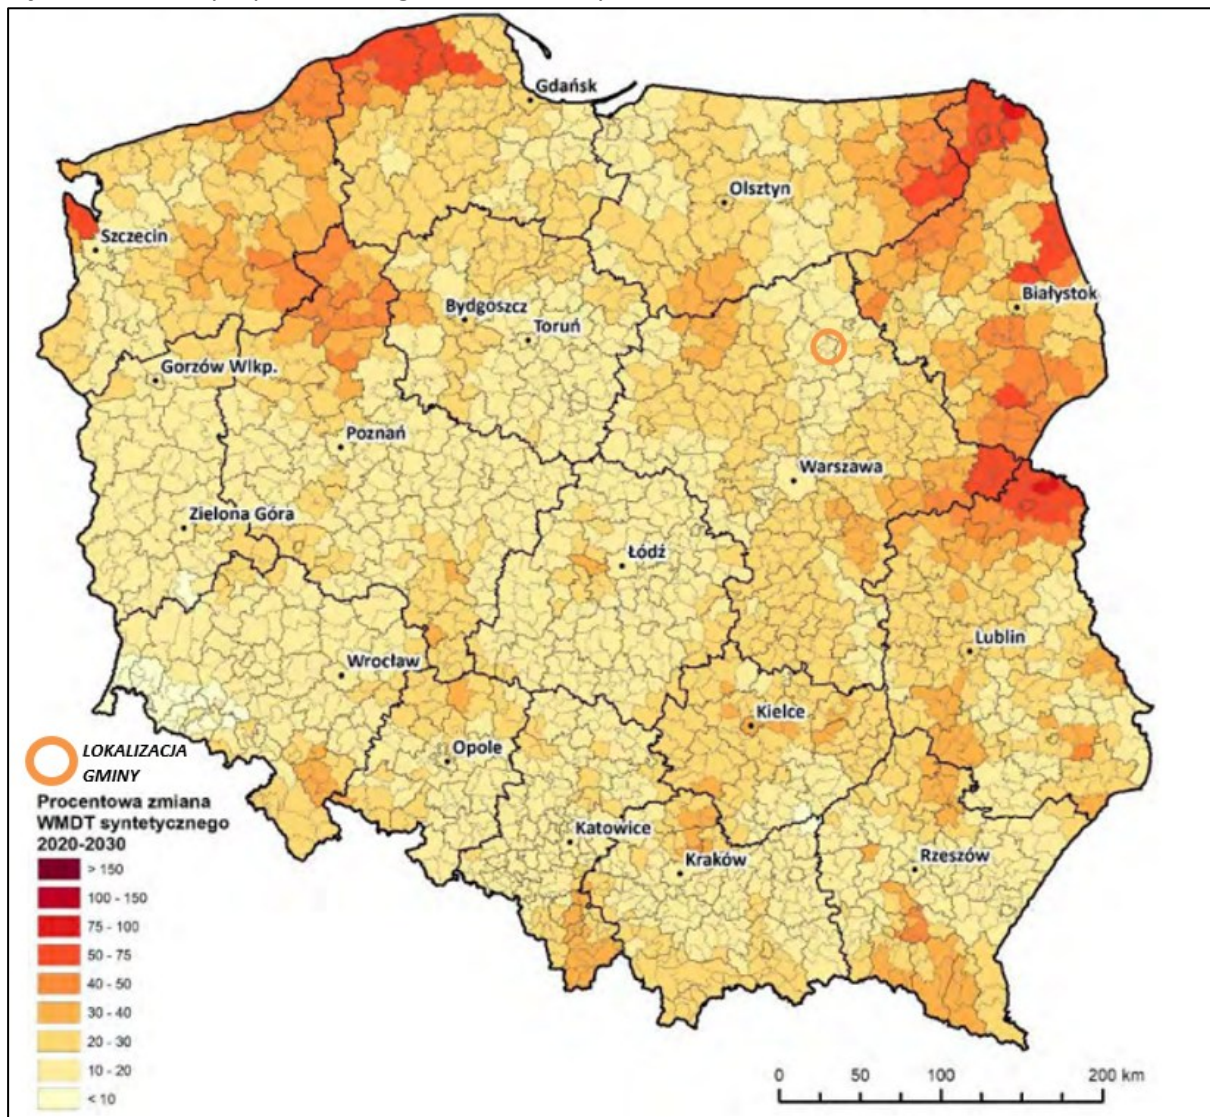 Gdańsk
Olsztyn
Szczecin
Białystok
Bydgoszcz
Toruń
Gorzów Wlkp.
Poznań
Warszawa
Zielona Góra
Łódź
Lublin
Wrocław
Kielce
Opole
Katowice
Kraków
Rzeszów
LOKALIZACJA
GMINY
Procentowa zmiana
WMDT syntetycznego
2020-2030
> 150
100 - 150
75 - 100
50 - 75
40 - 50
30 - 40
20 - 30
10 - 20
< 10
0 50 100 200 km